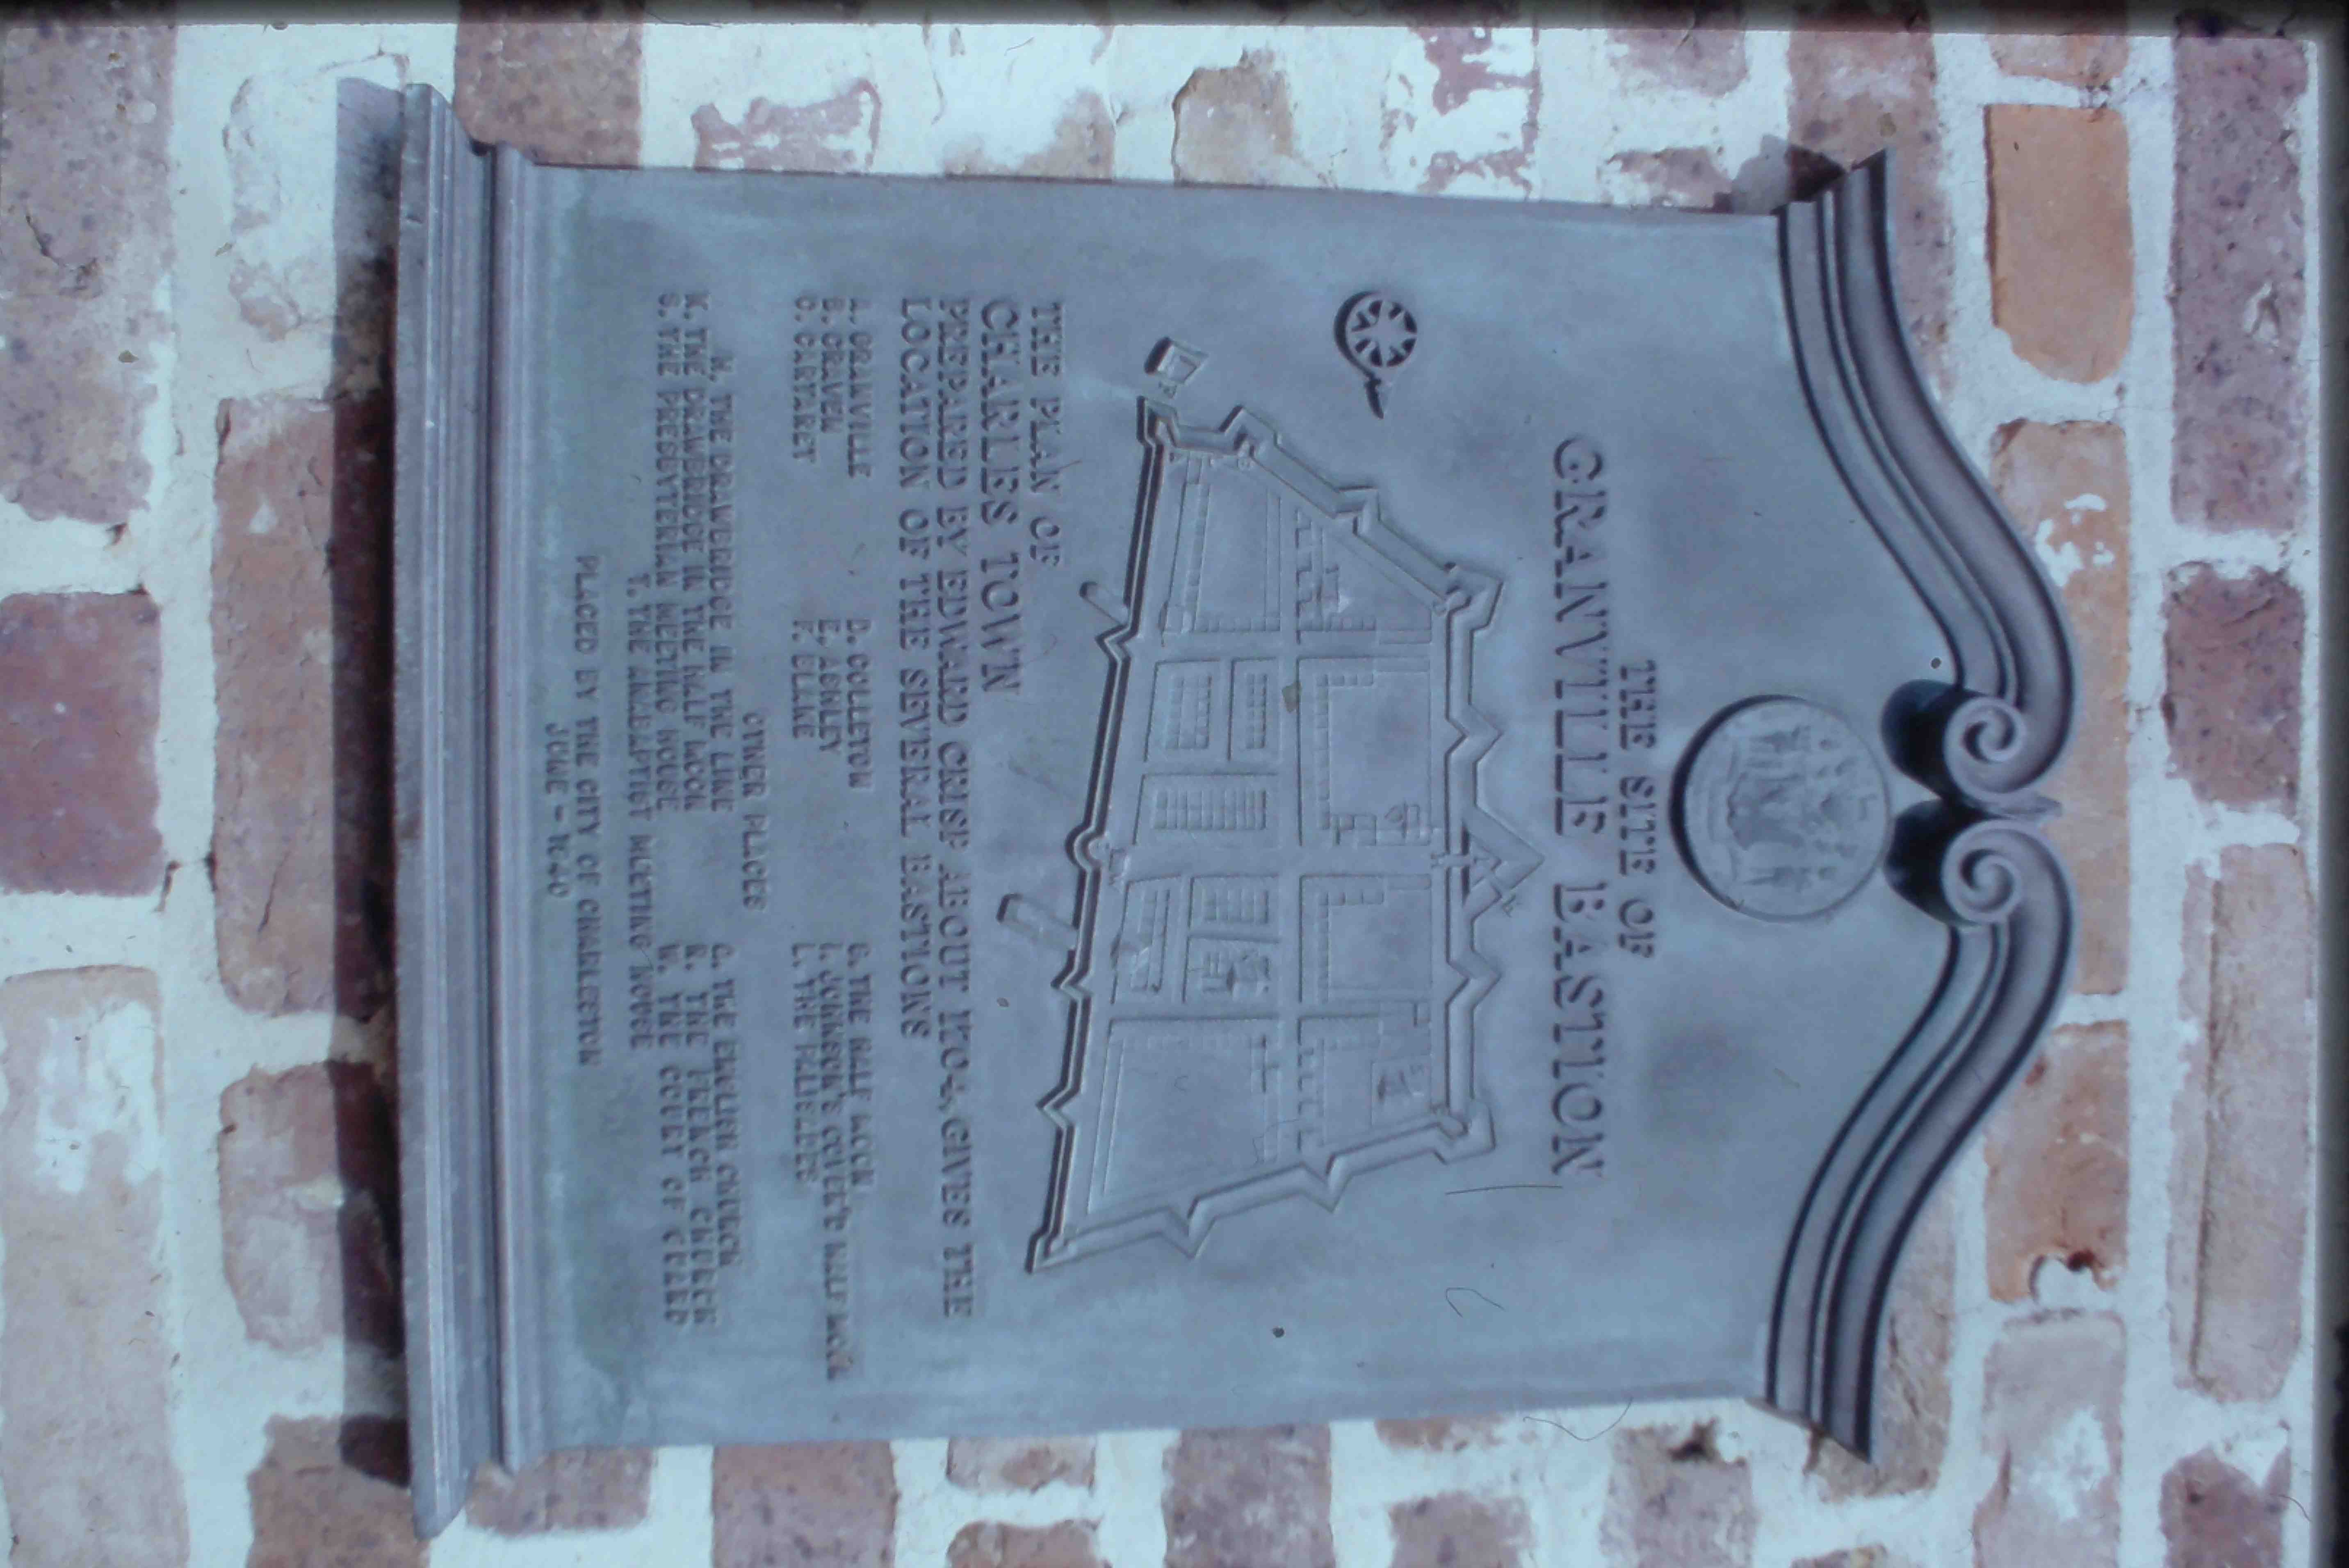 THE SITE OF
GRANVILLE BASTION
THE PLAN OF
CHARLES TOWN
PREPARED BY EDWARD CRISP ABOUT 1704, GIVES THE
LOCATION OF THE SEVERAL BASTIONS
A. GRANVILLE D. COLLETON G. THE HALF MOON
B. CRAVEN E. ASHLEY I. JOHNSON'S COVER'D HALF MOON
C. CARTARET F. BLAKE L. THE PALISADES
OTHER PLACES
H. THE DRAWBRIDGE IN THE LINE Q. THE ENGLISH CHURCH
K. THE DRAWBRIDGE IN THE HALF MOON R. THE FRENCH CHURCH
S. THE PRESBYTERIAN MEETING HOUSE W. THE COURT OF GUARD
T. THE ANABAPTIST MEETING HOUSE
PLACED BY THE CITY OF CHARLESTON
JUNE - 1940